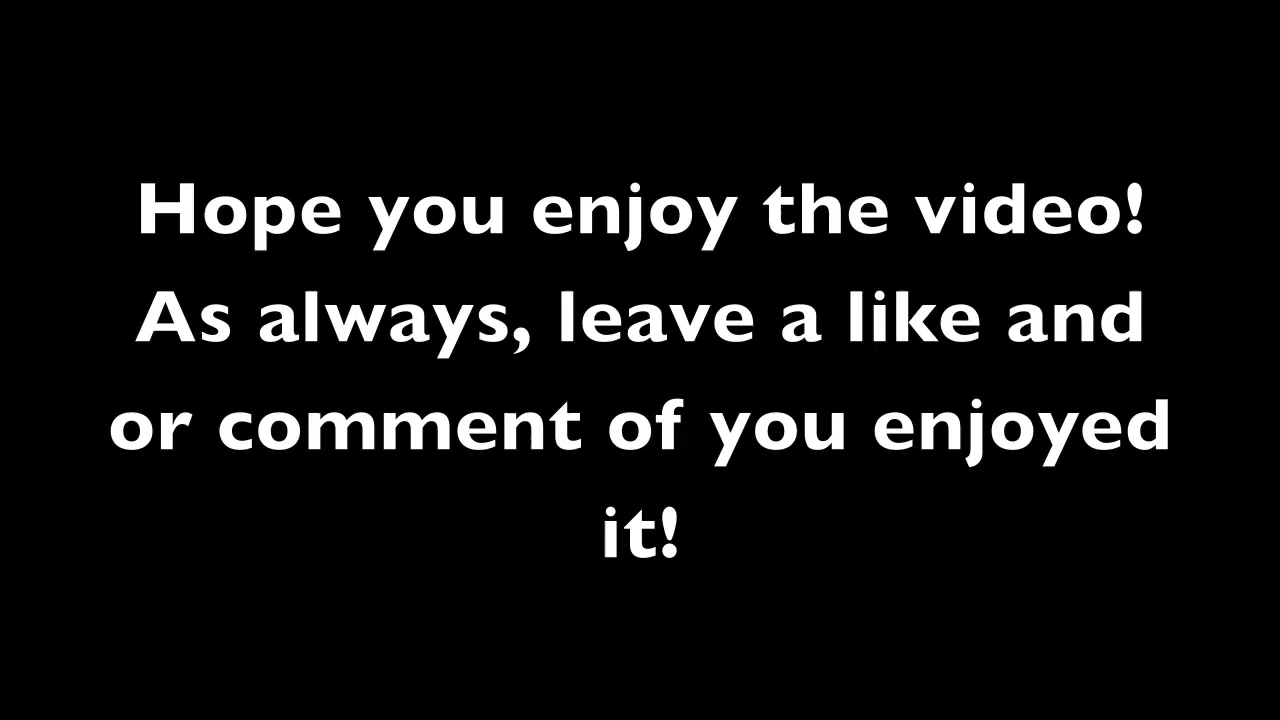 Hope you enjoy the video!
As always, leave a like and
or comment of you enjoyed
it!